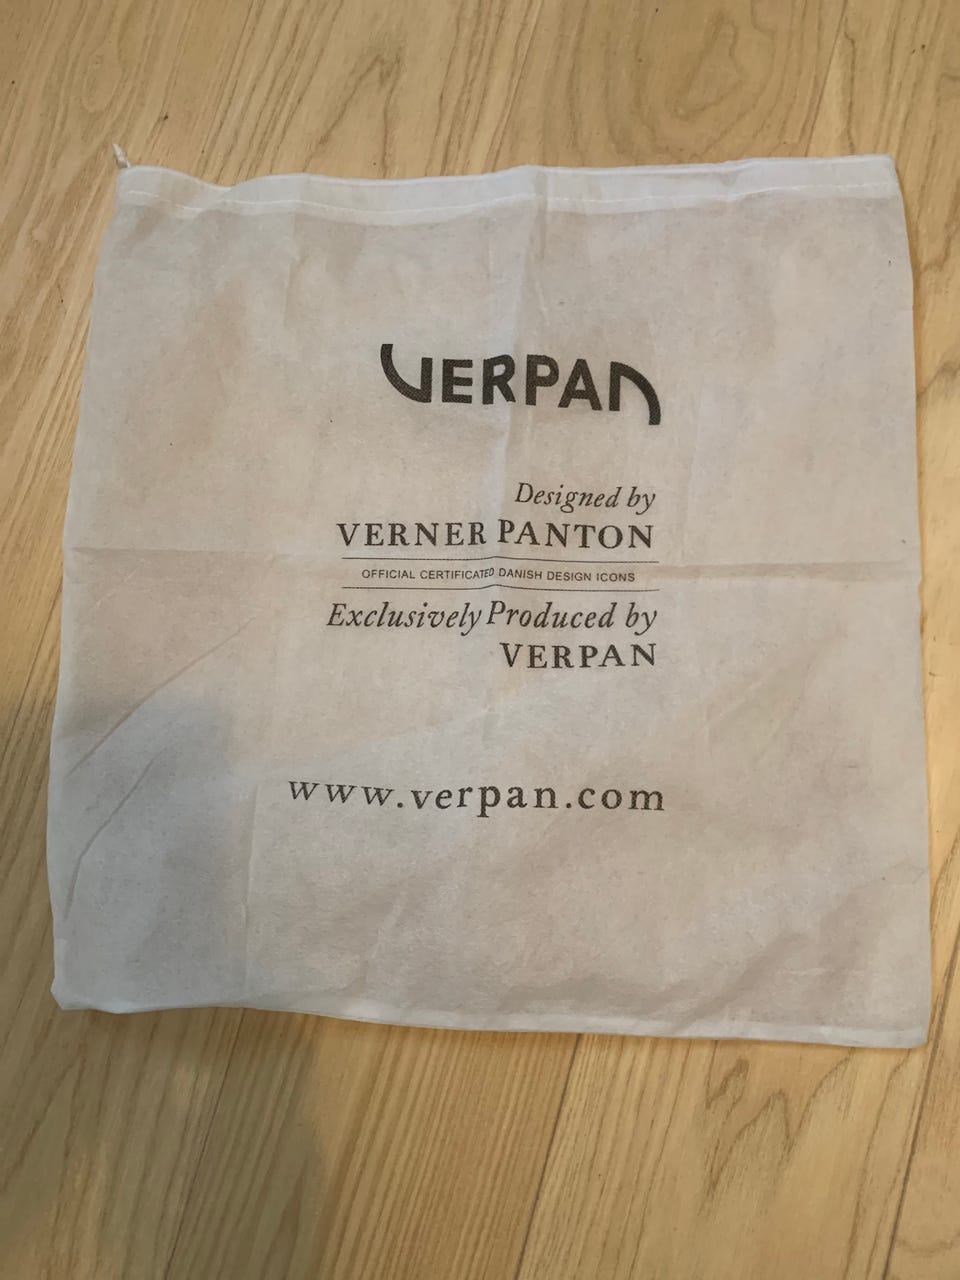 VERPAN
Designed by
VERNER PANTON
OFFICIAL CERTIFICATED DANISH DESIGN ICONS
Exclusively Produced by
VERPAN
www.verpan.com